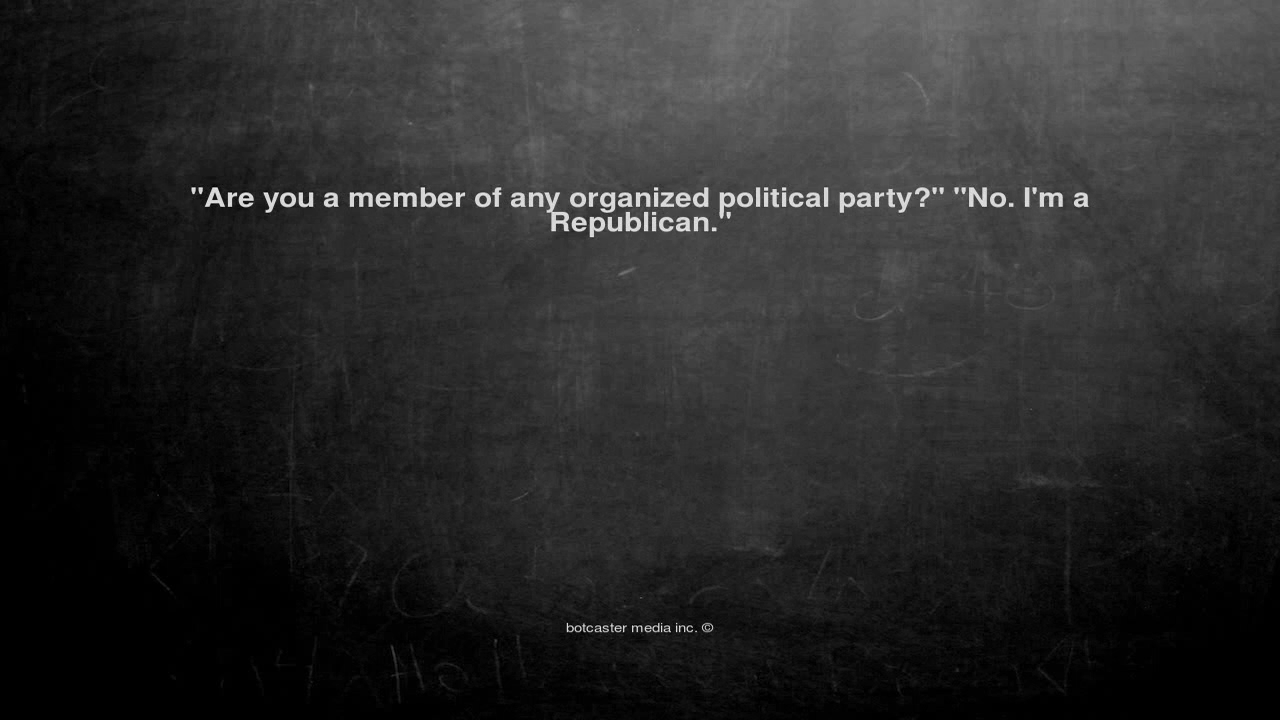 "Are you a member of any organized political party?" "No. I'm a
Republican."
botcaster media inc. ©